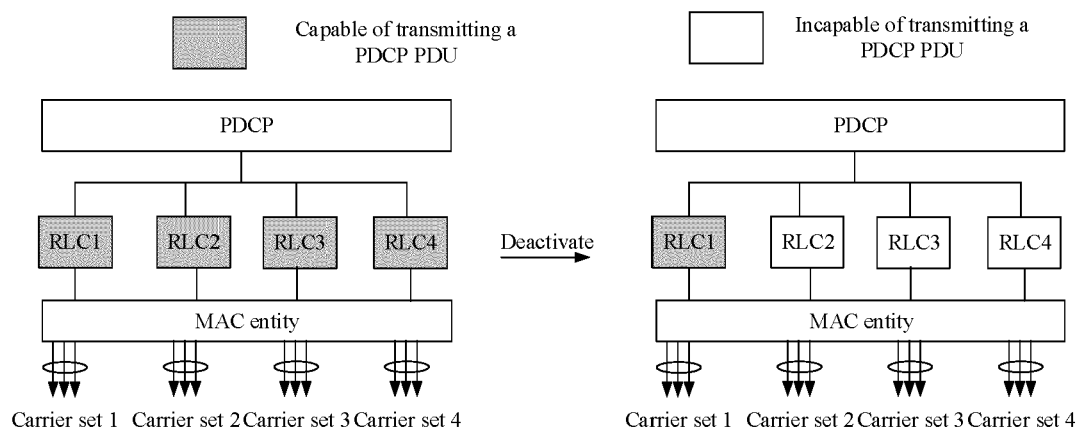 Capable of transmitting a
PDCP PDU
Incapable of transmitting a
PDCP PDU
PDCP
RLC1
RLC2
RLC3
RLC4
MAC entity
Carrier set 1
Carrier set 2
Carrier set 3
Carrier set 4
Deactivate
PDCP
RLC1
RLC2
RLC3
RLC4
MAC entity
Carrier set 1
Carrier set 2
Carrier set 3
Carrier set 4